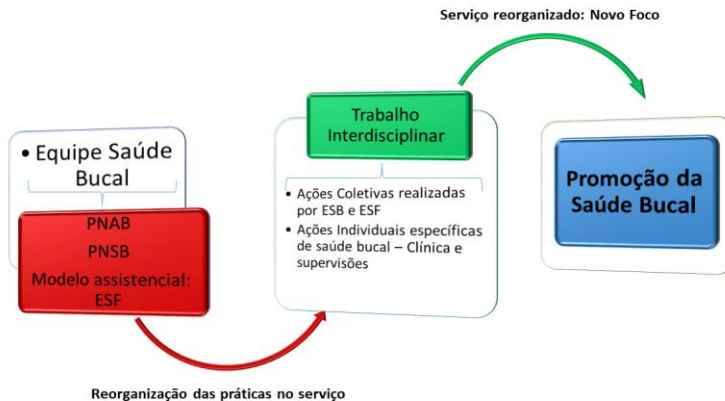 Serviço reorganizado: Novo Foco
• Equipe Saúde
Bucal
PNAB
PNSB
Modelo assistencial:
ESF
Trabalho
Interdisciplinar
• Ações Coletivas realizadas
por ESB e ESF
• Ações Individuais específicas
de saúde bucal – Clínica e
supervisões
Promoção da
Saúde Bucal
Reorganização das práticas no serviço